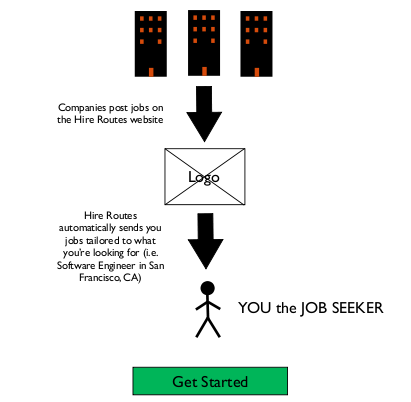 Companies post jobs on
the Hire Routes website
Logo
Hire Routes
automatically sends you
jobs tailored to what
you're looking for (i.e.
Software Engineer in San
Francisco, CA)
YOU the JOB SEEKER
Get Started